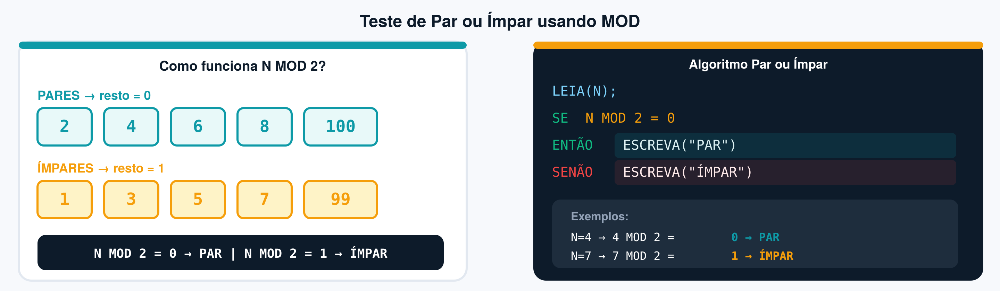 Teste de Par ou Ímpar usando MOD
Como funciona N MOD 2?
PARES → resto = 0
2 4 6 8 100
ÍMPARES → resto = 1
1 3 5 7 99
N MOD 2 = 0 → PAR | N MOD 2 = 1 → ÍMPAR
Algoritmo Par ou Ímpar
LEIA(N);
SE N MOD 2 = 0
ENTÃO ESCREVA("PAR")
SENÃO ESCREVA("ÍMPAR")
Exemplos:
N=4 → 4 MOD 2 = 0 → PAR
N=7 → 7 MOD 2 = 1 → ÍMPAR